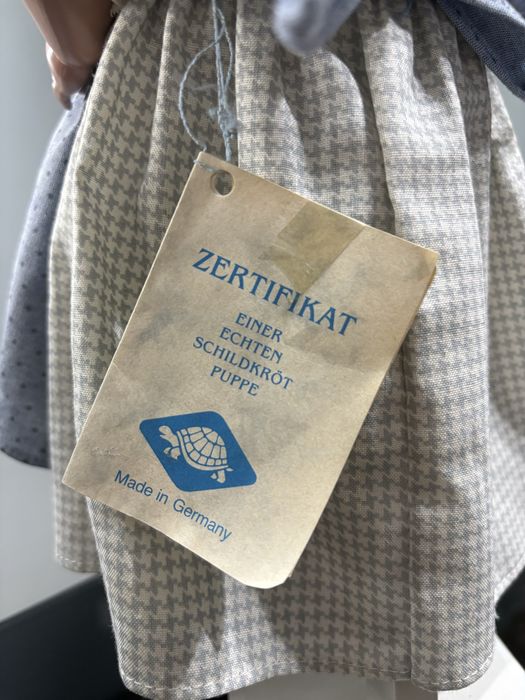 ZERTIFIKAT
EINER
ECHTEN
SCHILDKRÖT
PUPPE
Made in Germany